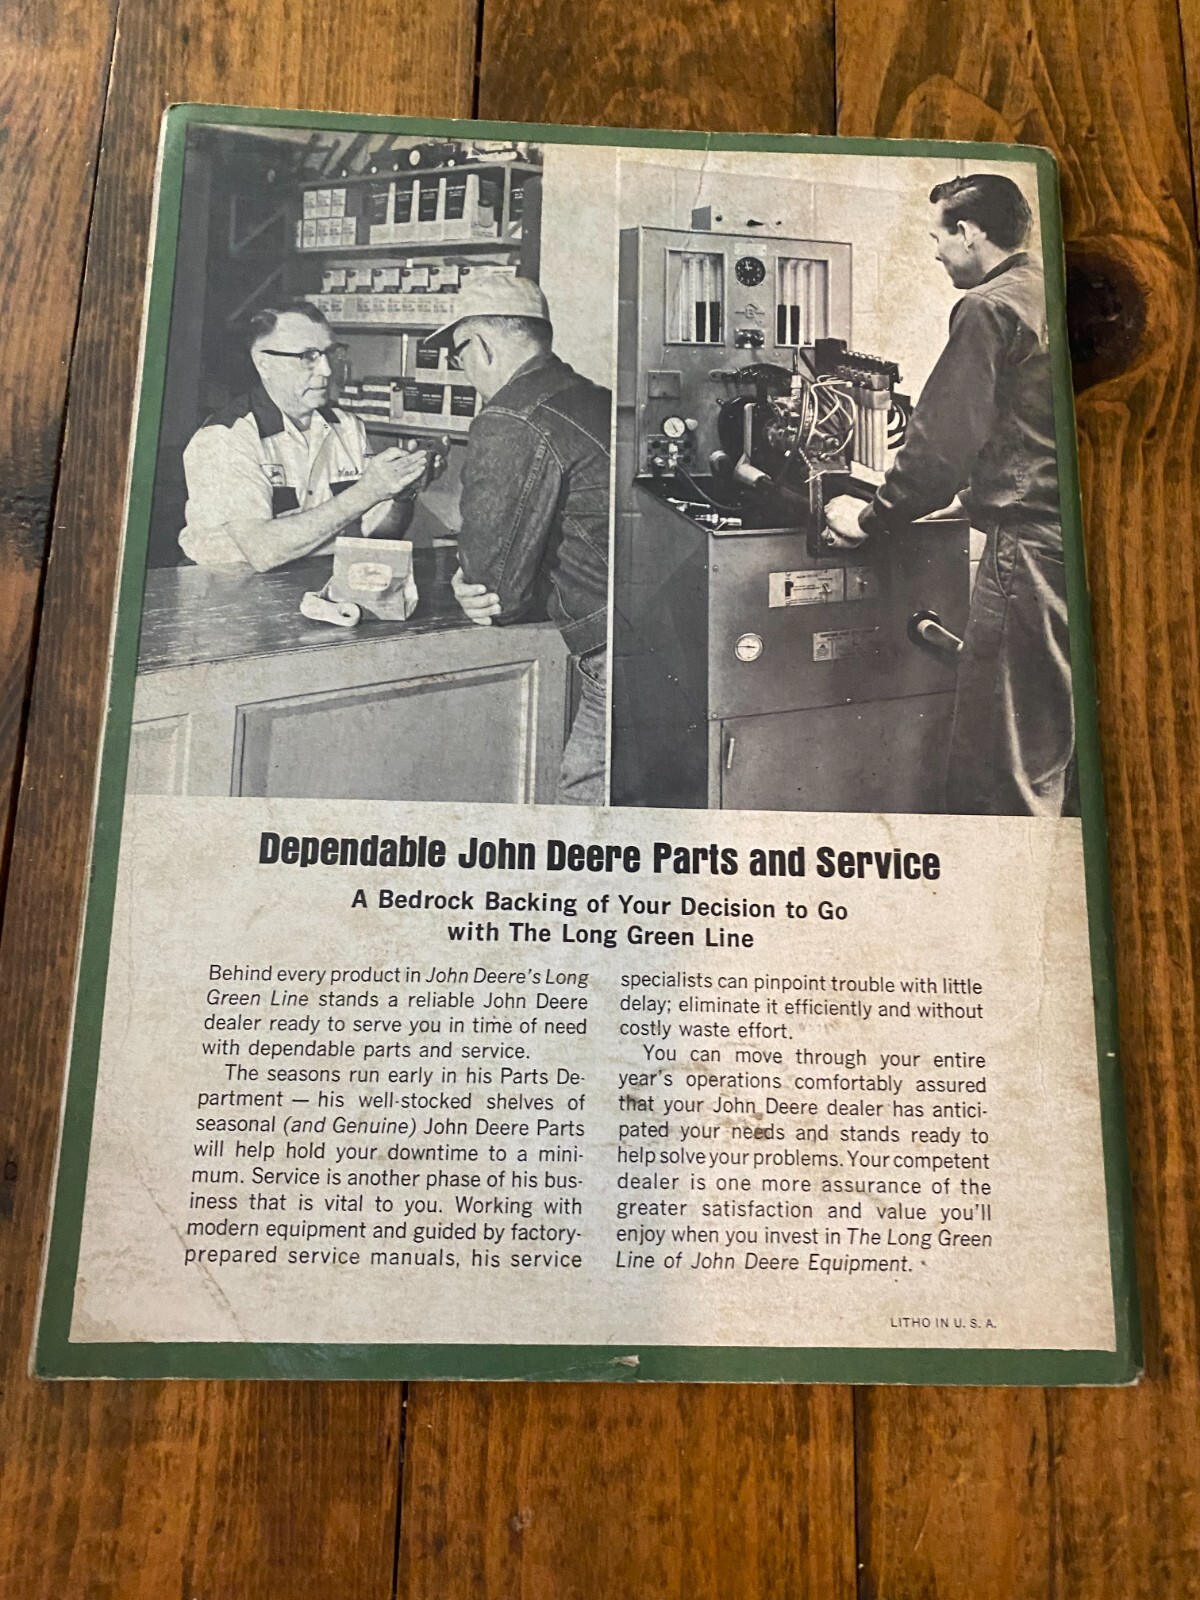 Dependable John Deere Parts and Service
A Bedrock Backing of Your Decision to Go
with The Long Green Line
Behind every product in John Deere's Long
Green Line stands a reliable John Deere
dealer ready to serve you in time of need
with dependable parts and service.
The seasons run early in his Parts De-
partment — his well-stocked shelves of
seasonal (and Genuine) John Deere Parts
will help hold your downtime to a mini-
mum. Service is another phase of his bus-
iness that is vital to you. Working with
modern equipment and guided by factory-
prepared service manuals, his service
specialists can pinpoint trouble with little
delay; eliminate it efficiently and without
costly waste effort.
You can move through your entire
year's operations comfortably assured
that your John Deere dealer has antici-
pated your needs and stands ready to
help solve your problems. Your competent
dealer is one more assurance of the
greater satisfaction and value you'll
enjoy when you invest in The Long Green
Line of John Deere Equipment.
LITHO IN U. S. A.